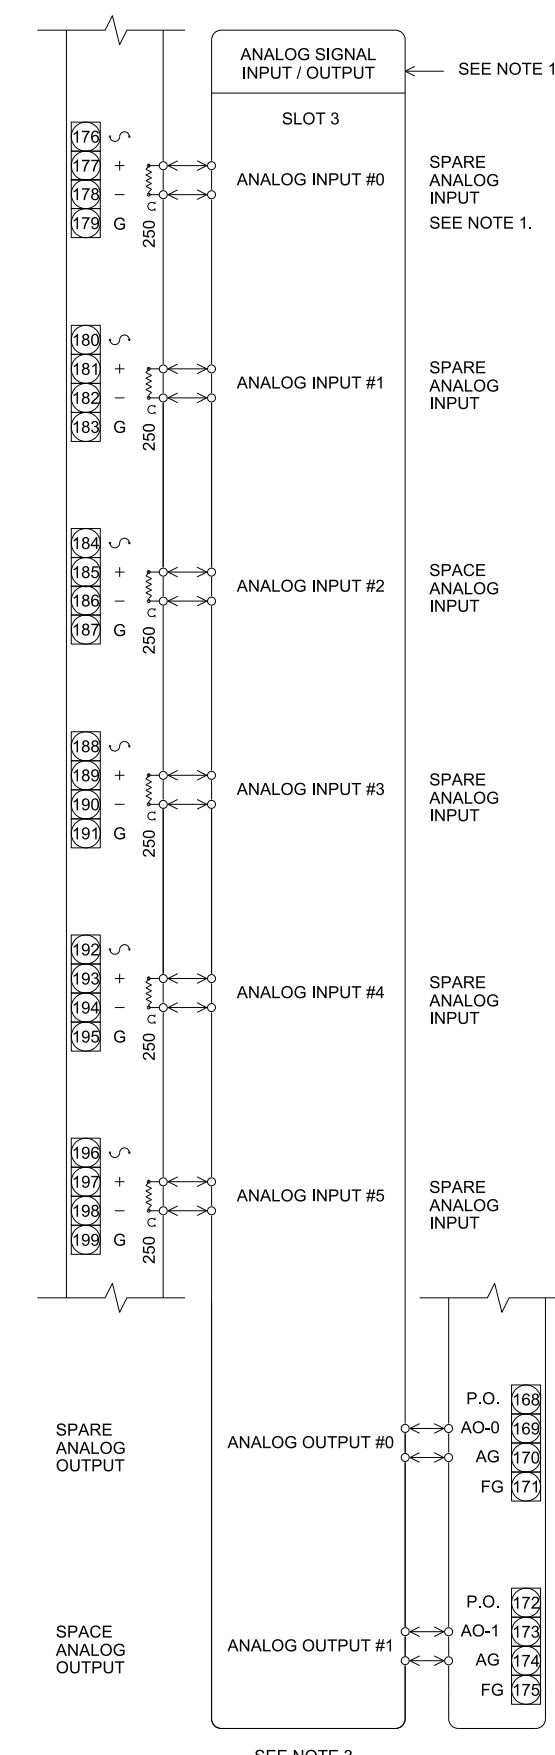 ANALOG SIGNAL
INPUT / OUTPUT
SEE NOTE 1
SLOT 3
176
177 +
178 −
179 G
250
ANALOG INPUT #0
SPARE
ANALOG
INPUT
SEE NOTE 1.
180
181 +
182 −
183 G
250
ANALOG INPUT #1
SPARE
ANALOG
INPUT
184
185 +
186 −
187 G
250
ANALOG INPUT #2
SPACE
ANALOG
INPUT
188
189 +
190 −
191 G
250
ANALOG INPUT #3
SPARE
ANALOG
INPUT
192
193 +
194 −
195 G
250
ANALOG INPUT #4
SPARE
ANALOG
INPUT
196
197 +
198 −
199 G
250
ANALOG INPUT #5
SPARE
ANALOG
INPUT
SPARE
ANALOG
OUTPUT
ANALOG OUTPUT #0
P.O. 168
AO-0 169
AG 170
FG 171
SPACE
ANALOG
OUTPUT
ANALOG OUTPUT #1
P.O. 172
AO-1 173
AG 174
FG 175